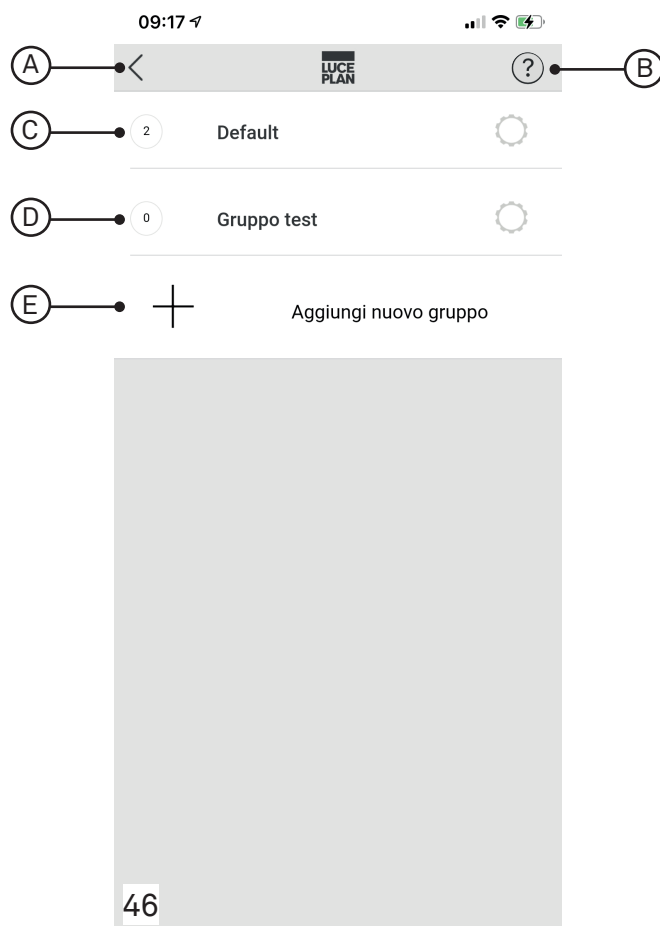 09:17
A
LUCE
PLAN
?
B
C
2
Default
D
0
Gruppo test
E
Aggiungi nuovo gruppo
46